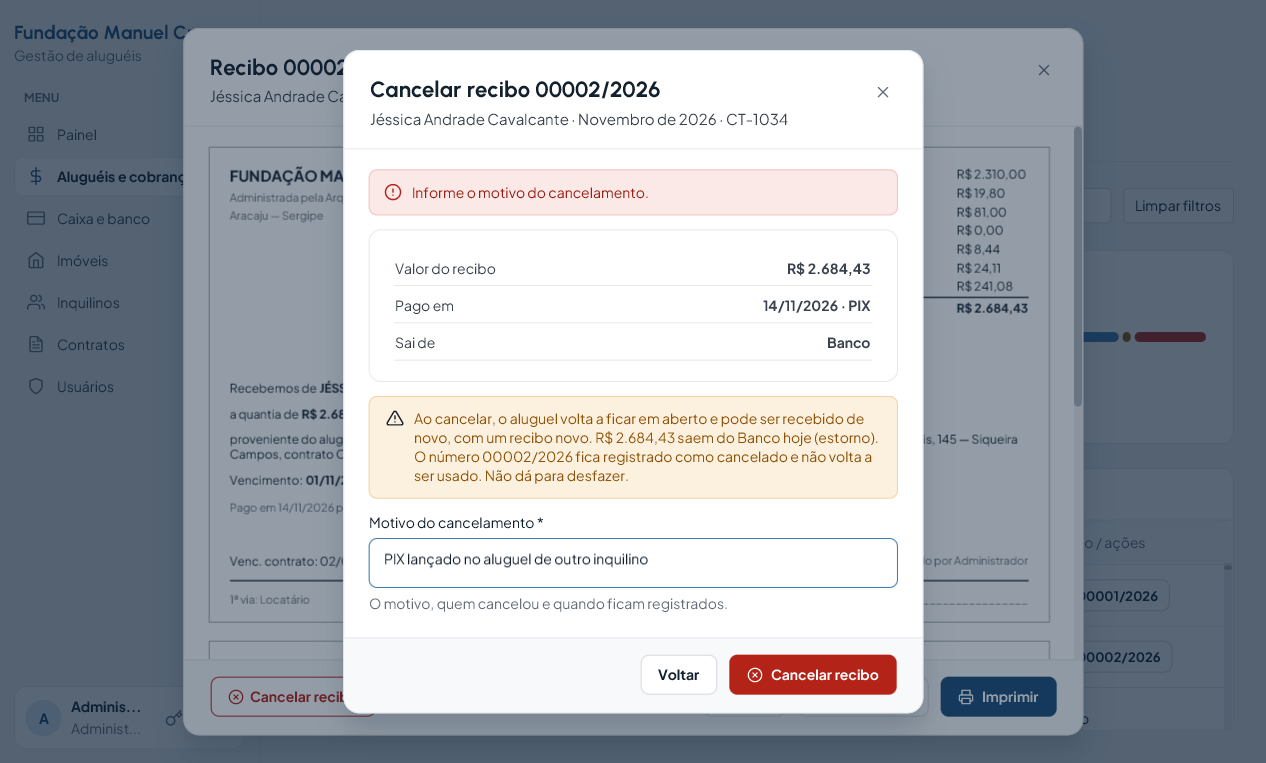 Fundação Manuel C
Gestão de aluguéis
MENU
Painel
Aluguéis e cobran
Caixa e banco
Imóveis
Inquilinos
Contratos
Usuários
A
Adminis...
Administ...
Recibo 00002
Jéssica Andrade Ca
FUNDAÇÃO MA
Administrada pela Arq
Aracaju — Sergipe
R$ 2.310,00
R$ 19,80
R$ 81,00
R$ 0,00
R$ 8,44
R$ 24,11
R$ 241,08
R$ 2.684,43
Recebemos de JÉSS
a quantia de R$ 2.68
proveniente do alug
is, 145 — Siqueira
Campos, contrato C
Vencimento: 01/11/2
Pago em 14/11/2026 p
Venc. contrato: 02/0
do por Administrador
1ª via: Locatário
Cancelar recib
Imprimir
Limpar filtros
o / ações
00001/2026
00002/2026
Cancelar recibo 00002/2026
Jéssica Andrade Cavalcante · Novembro de 2026 · CT-1034
Informe o motivo do cancelamento.
Valor do recibo R$ 2.684,43
Pago em 14/11/2026 · PIX
Sai de Banco
Ao cancelar, o aluguel volta a ficar em aberto e pode ser recebido de
novo, com um recibo novo. R$ 2.684,43 saem do Banco hoje (estorno).
O número 00002/2026 fica registrado como cancelado e não volta a
ser usado. Não dá para desfazer.
Motivo do cancelamento *
PIX lançado no aluguel de outro inquilino
O motivo, quem cancelou e quando ficam registrados.
Voltar
Cancelar recibo